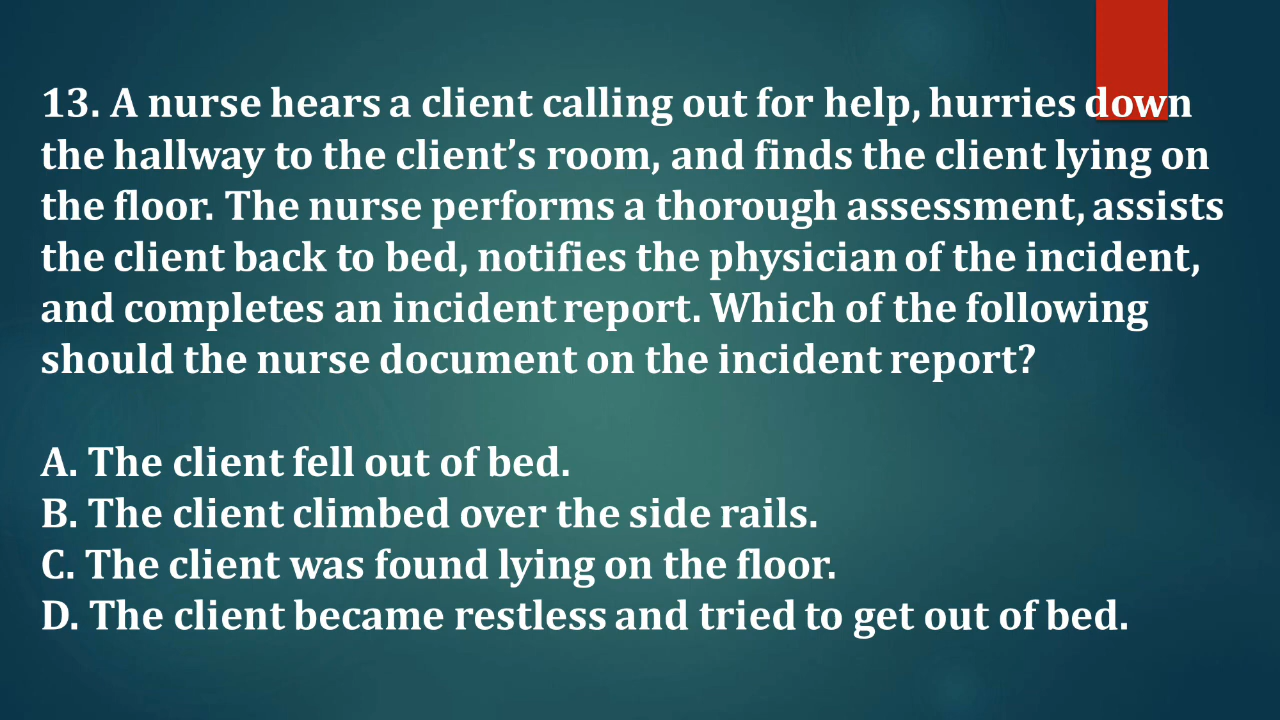 13. A nurse hears a client calling out for help, hurries down
the hallway to the client’s room, and finds the client lying on
the floor. The nurse performs a thorough assessment, assists
the client back to bed, notifies the physician of the incident,
and completes an incident report. Which of the following
should the nurse document on the incident report?
A. The client fell out of bed.
B. The client climbed over the side rails.
C. The client was found lying on the floor.
D. The client became restless and tried to get out of bed.